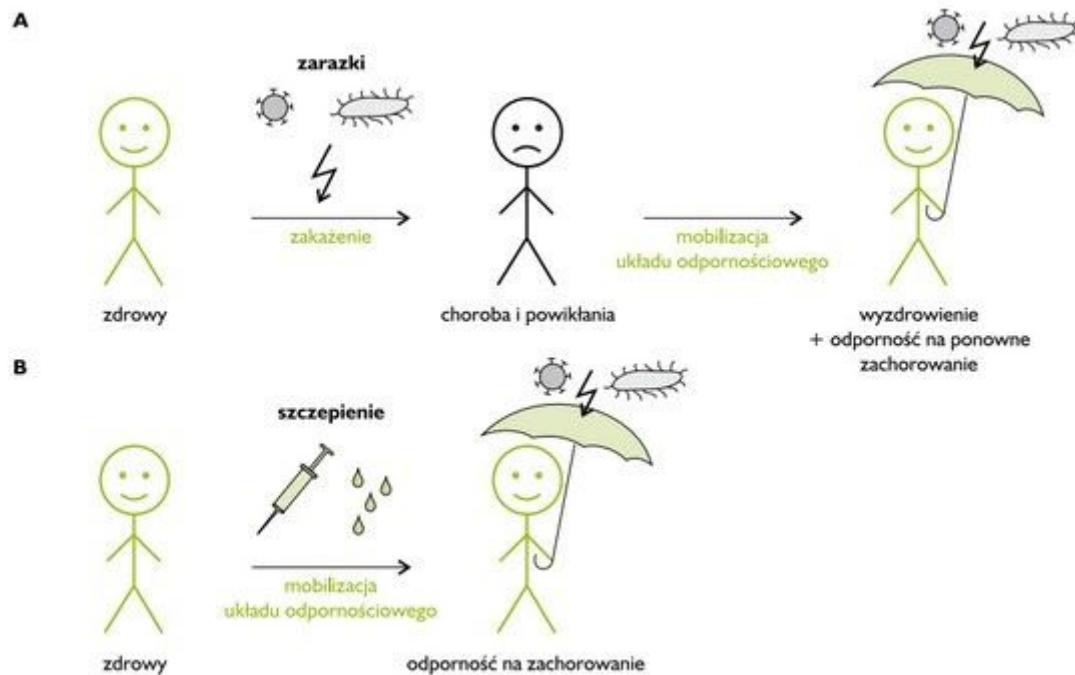 A
zarazki
zakażenie
mobilizacja
układu odpornościowego
zdrowy
choroba i powikłania
wyzdrowienie
+ odporność na ponowne
zachorowanie
B
szczepienie
mobilizacja
układu odpornościowego
zdrowy
odporność na zachorowanie